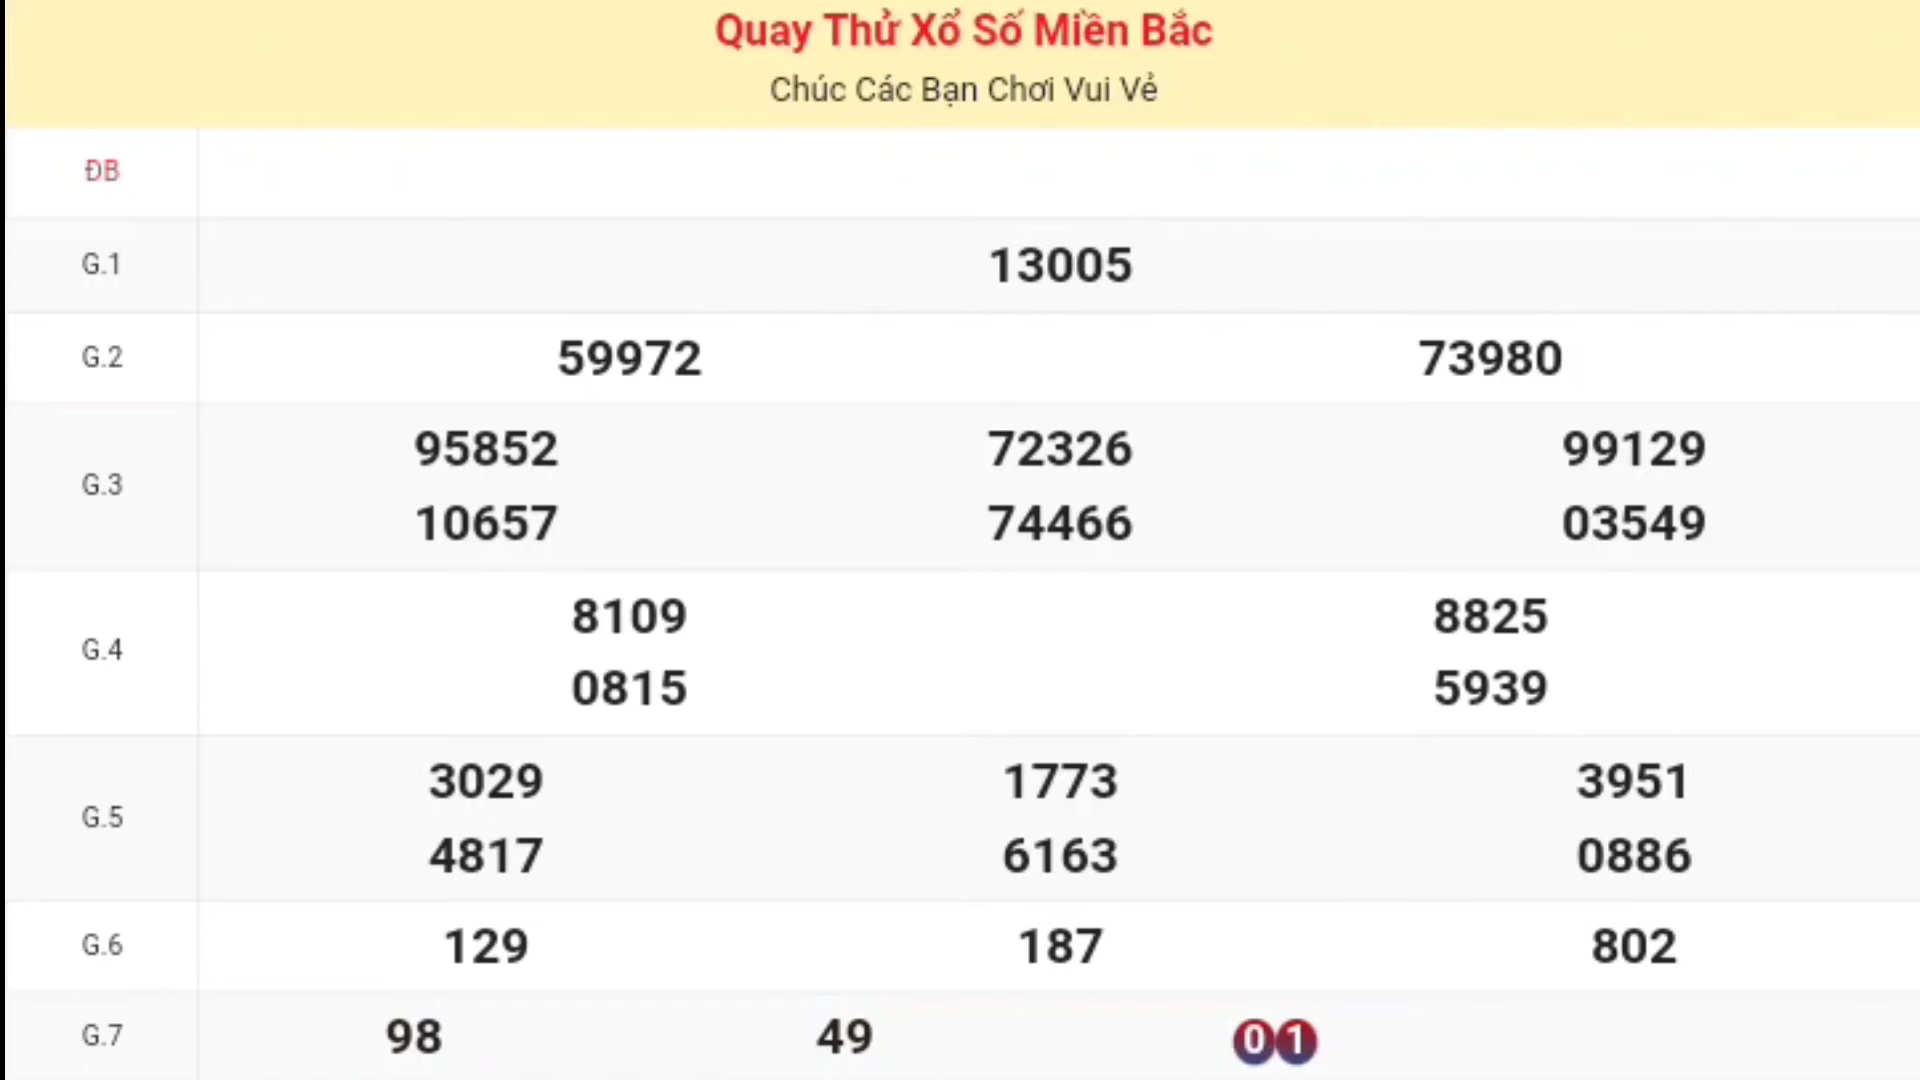 Quay Thử Xổ Số Miền Bắc
Chúc Các Bạn Chơi Vui Vẻ
ĐB
G.1 13005
G.2 59972 73980
G.3
95852 72326 99129
10657 74466 03549
G.4
8109 8825
0815 5939
G.5
3029 1773 3951
4817 6163 0886
G.6 129 187 802
G.7 98 49 01